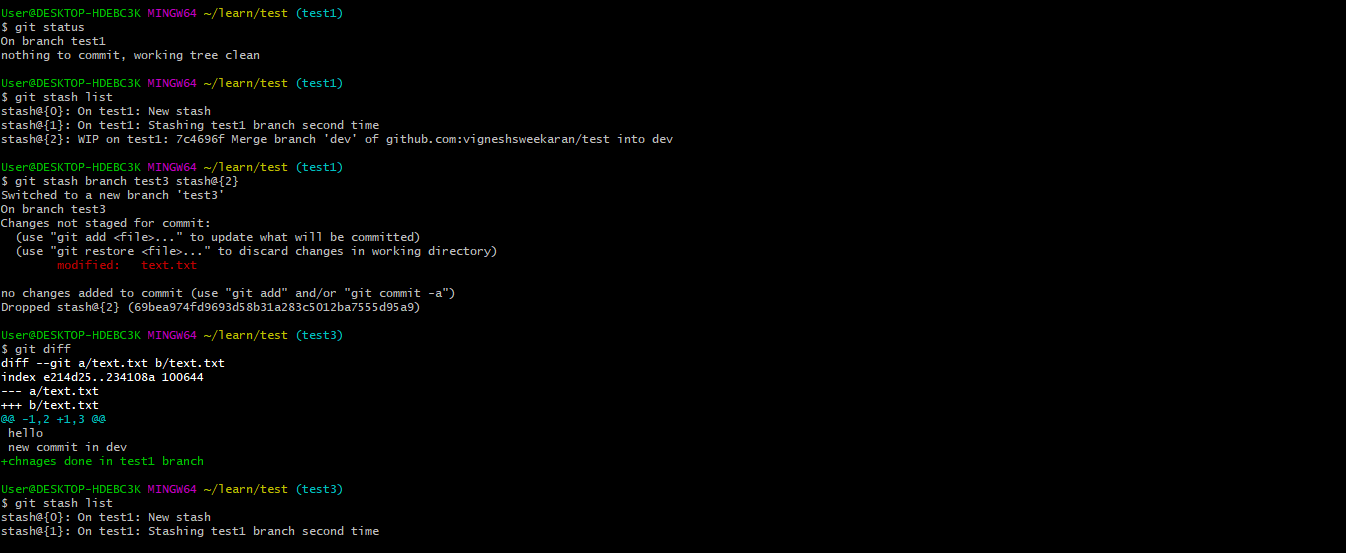 User@DESKTOP-HDEBC3K MINGW64 ~/learn/test (test1)
$ git status
On branch test1
nothing to commit, working tree clean
User@DESKTOP-HDEBC3K MINGW64 ~/learn/test (test1)
$ git stash list
stash@{0}: On test1: New stash
stash@{1}: On test1: Stashing test1 branch second time
stash@{2}: WIP on test1: 7c4696f Merge branch 'dev' of github.com:vigneshsweekaran/test into dev
User@DESKTOP-HDEBC3K MINGW64 ~/learn/test (test1)
$ git stash branch test3 stash@{2}
Switched to a new branch 'test3'
On branch test3
Changes not staged for commit:
  (use "git add <file>..." to update what will be committed)
  (use "git restore <file>..." to discard changes in working directory)
        modified:   text.txt
no changes added to commit (use "git add" and/or "git commit -a")
Dropped stash@{2} (69bea974fd9693d58b31a283c5012ba7555d95a9)
User@DESKTOP-HDEBC3K MINGW64 ~/learn/test (test3)
$ git diff
diff --git a/text.txt b/text.txt
index e214d25..234108a 100644
--- a/text.txt
+++ b/text.txt
@@ -1,2 +1,3 @@
 hello
 new commit in dev
+chnages done in test1 branch
User@DESKTOP-HDEBC3K MINGW64 ~/learn/test (test3)
$ git stash list
stash@{0}: On test1: New stash
stash@{1}: On test1: Stashing test1 branch second time